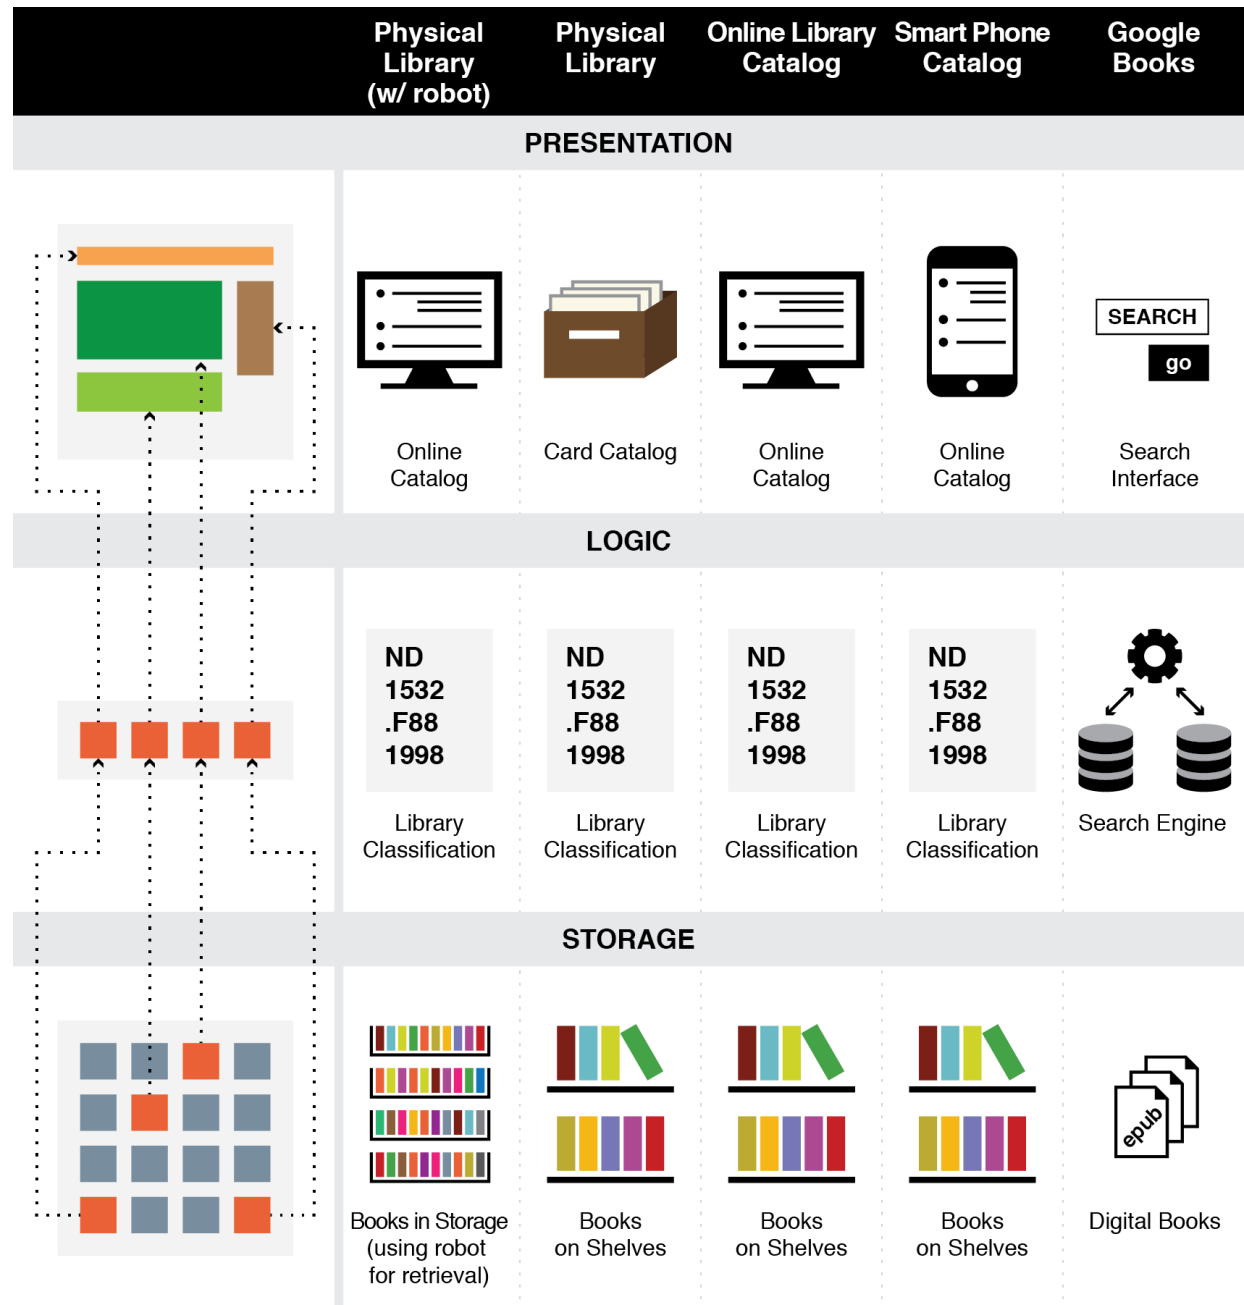 Physical
Library
(w/ robot)
Physical
Library
Online Library
Catalog
Smart Phone
Catalog
Google
Books
PRESENTATION
SEARCH
go
Online
Catalog
Card Catalog
Online
Catalog
Online
Catalog
Search
Interface
LOGIC
ND
1532
.F88
1998
ND
1532
.F88
1998
ND
1532
.F88
1998
ND
1532
.F88
1998
Library
Classification
Library
Classification
Library
Classification
Library
Classification
Search Engine
STORAGE
epub
Books in Storage
(using robot
for retrieval)
Books
on Shelves
Books
on Shelves
Books
on Shelves
Digital Books